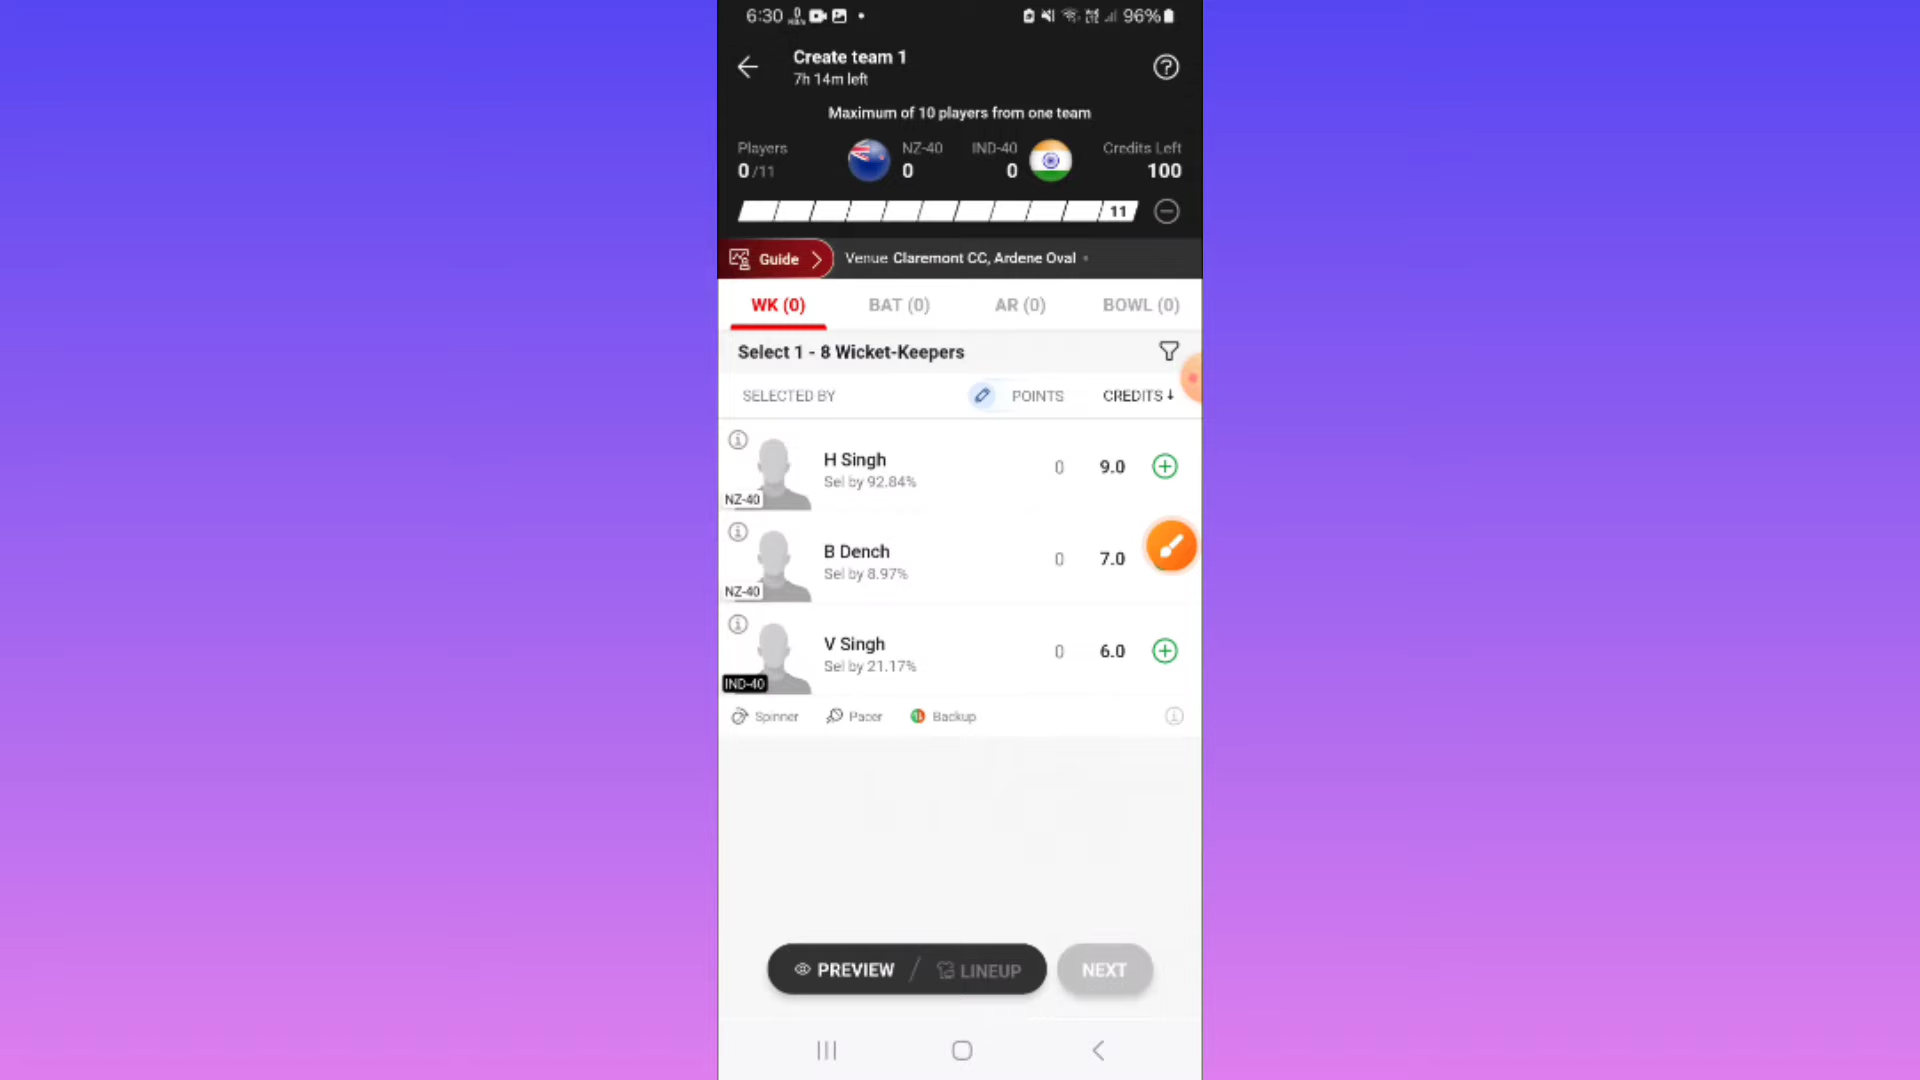 6:30 96%
Create team 1
7h 14m left
Maximum of 10 players from one team
Players NZ-40 IND-40 Credits Left
0/11 0 0 100
11
Guide Venue Claremont CC, Ardene Oval
WK (0) BAT (0) AR (0) BOWL (0)
Select 1 - 8 Wicket-Keepers
SELECTED BY POINTS CREDITS ↓
H Singh 0 9.0
Sel by 92.84%
NZ-40
B Dench 0 7.0
Sel by 8.97%
NZ-40
V Singh 0 6.0
Sel by 21.17%
IND-40
Spinner Pacer Backup
PREVIEW / LINEUP NEXT